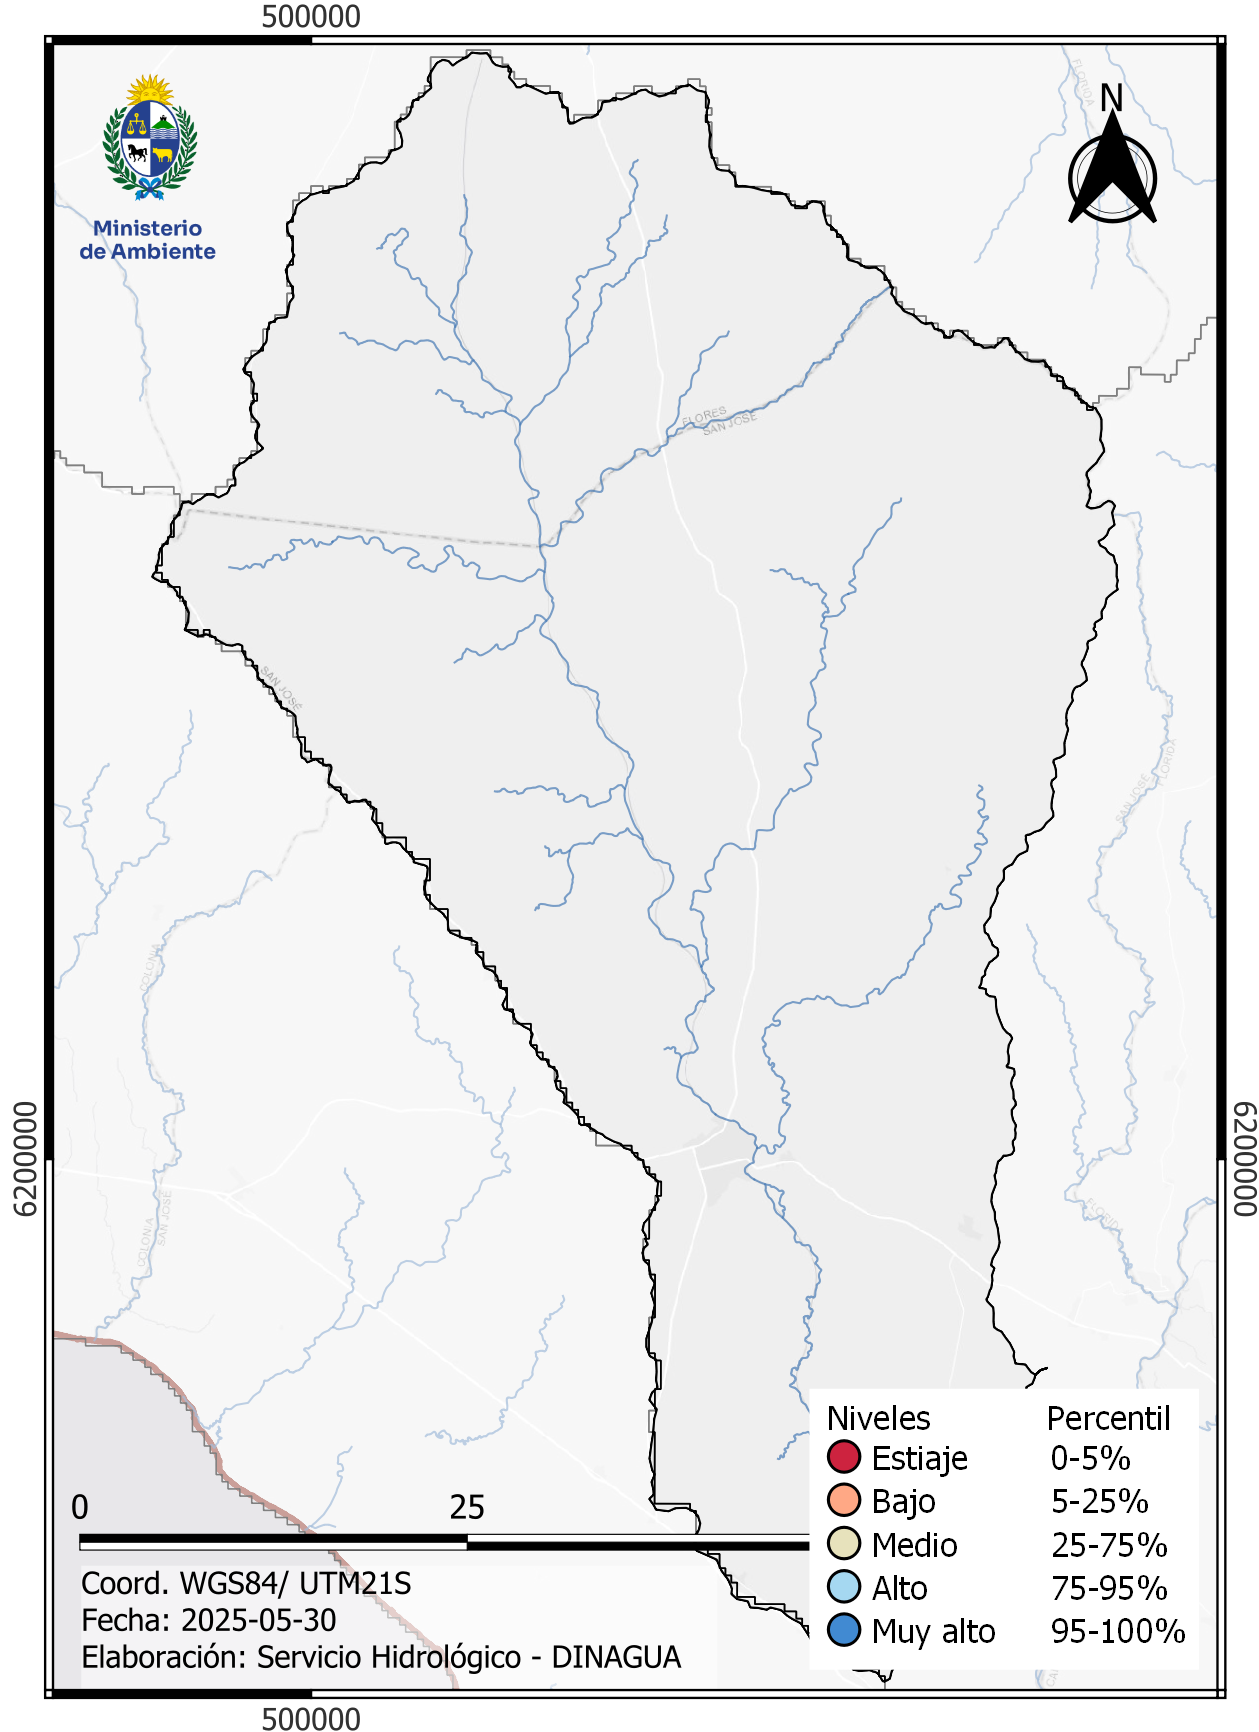 500000
Ministerio
de Ambiente
N
FLORIDA
FLORES
SAN JOSÉ
SAN JOSÉ
SAN JOSÉ
FLORIDA
COLONIA
COLONIA
SAN JOSÉ
FLORIDA
6200000
6200000
Niveles Percentil
Estiaje 0-5%
Bajo 5-25%
Medio 25-75%
Alto 75-95%
Muy alto 95-100%
0 25
Coord. WGS84/ UTM21S
Fecha: 2025-05-30
Elaboración: Servicio Hidrológico - DINAGUA
500000